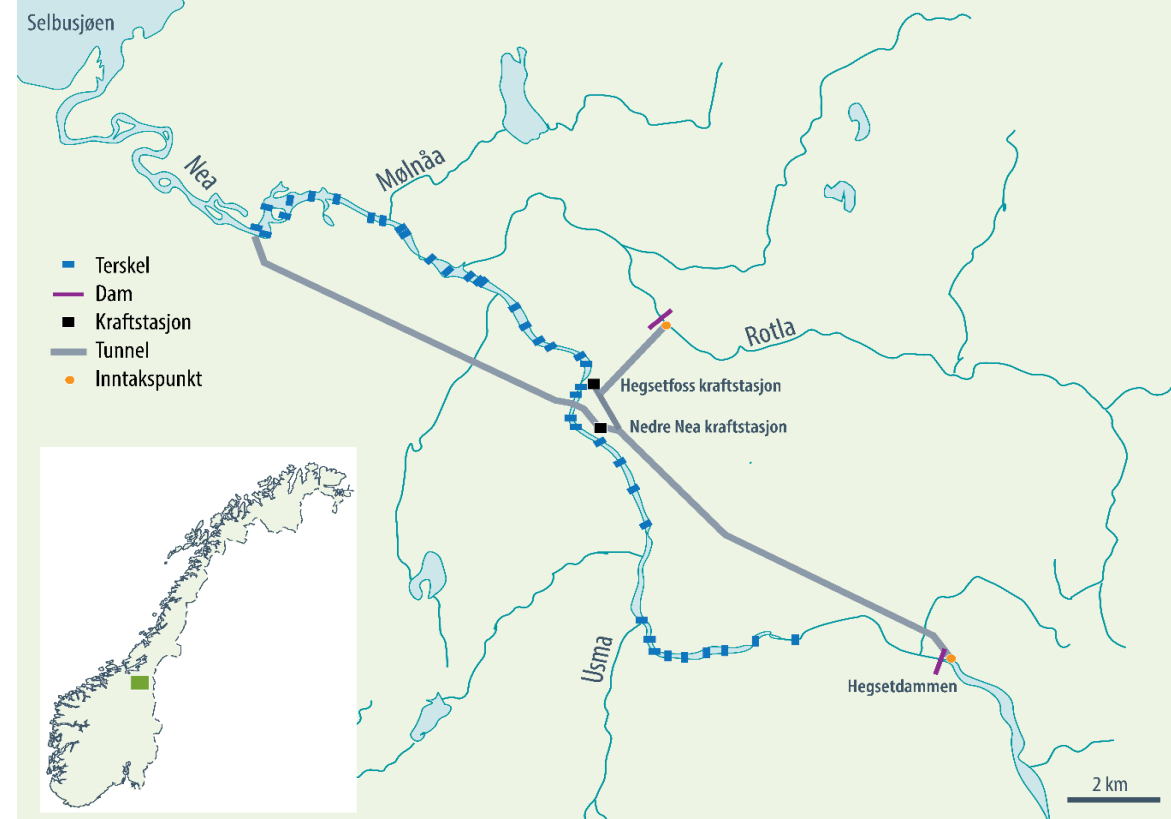 Selbusjøen
Nea
Mølnåa
Terskel
Dam
Kraftstasjon
Tunnel
Inntakspunkt
Rotla
Hegsetfoss kraftstasjon
Nedre Nea kraftstasjon
Usma
Hegsetdammen
2 km